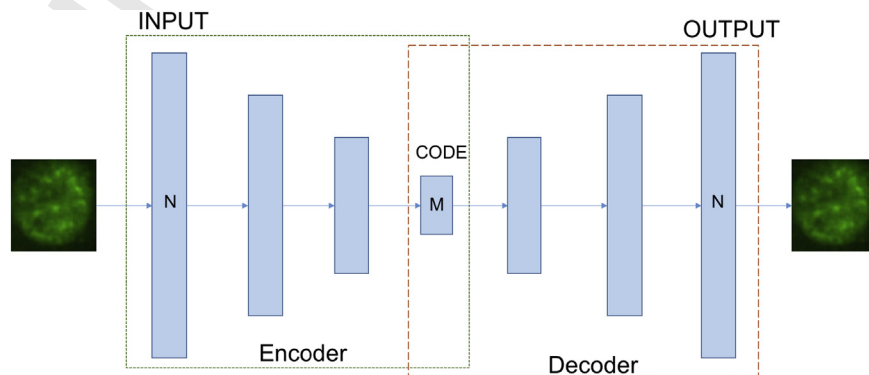 INPUT
OUTPUT
CODE
N
M
N
Encoder
Decoder